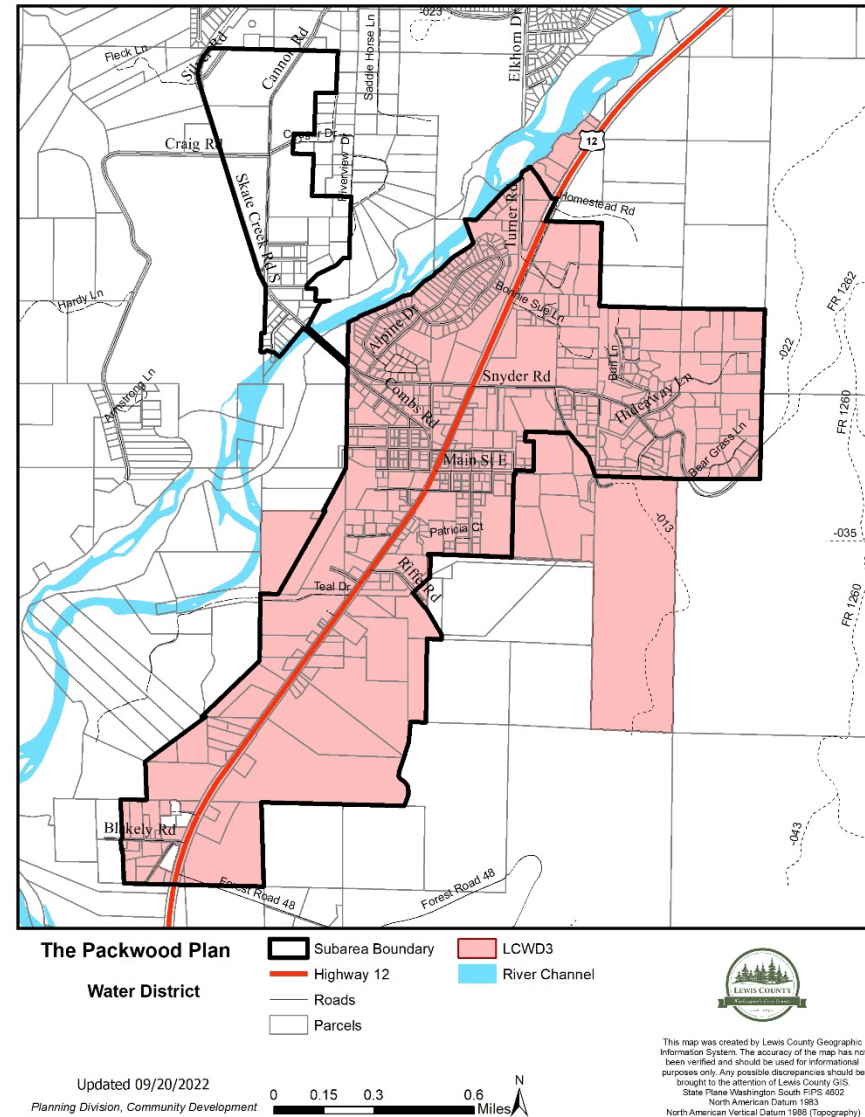 -023
Fleck Ln
Silver Rd
Cannon Rd
Saddle Horse Ln
Elkhorn Dr
12
Craig Rd
Cougar Dr
Riverview Dr
Skate Creek Rd S
Turner Rd
Homestead Rd
Hardy Ln
Bonnie Sue Ln
FR 1262
-022
Alpine Dr
Burl Ln
Snyder Rd
Hideaway Ln
Combs Rd
Armstrong Ln
FR 1260
Bear Grass Ln
Main St E
-013
Patricia Ct
-035
Riffe Rd
Teal Dr
FR 1260
Blakely Rd
-043
Forest Road 48
Forest Road 48
The Packwood Plan
Water District
Subarea Boundary
Highway 12
Roads
Parcels
LCWD3
River Channel
LEWIS COUNTY
Updated 09/20/2022
Planning Division, Community Development
0 0.15 0.3 0.6
Miles
N
This map was created by Lewis County Geographic
Information System. The accuracy of the map has not
been verified and should be used for informational
purposes only. Any possible discrepancies should be
brought to the attention of Lewis County GIS.
State Plane Washington South FIPS 4602
North American Datum 1983
North American Vertical Datum 1988 (Topography)